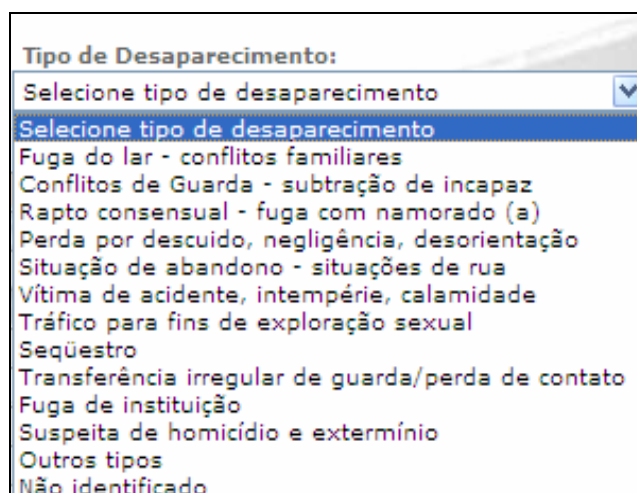 Tipo de Desaparecimento:
Selecione tipo de desaparecimento
Selecione tipo de desaparecimento
Fuga do lar - conflitos familiares
Conflitos de Guarda - subtração de incapaz
Rapto consensual - fuga com namorado (a)
Perda por descuido, negligência, desorientação
Situação de abandono - situações de rua
Vítima de acidente, intempérie, calamidade
Tráfico para fins de exploração sexual
Seqüestro
Transferência irregular de guarda/perda de contato
Fuga de instituição
Suspeita de homicídio e extermínio
Outros tipos
Não identificado